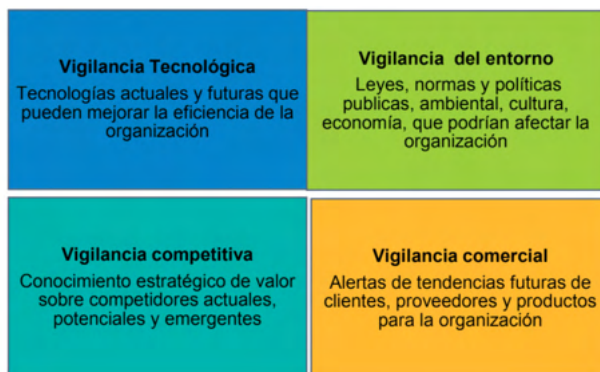 Vigilancia Tecnológica
Tecnologías actuales y futuras que
pueden mejorar la eficiencia de la
organización
Vigilancia del entorno
Leyes, normas y políticas
publicas, ambiental, cultura,
economía, que podrían afectar la
organización
Vigilancia competitiva
Conocimiento estratégico de valor
sobre competidores actuales,
potenciales y emergentes
Vigilancia comercial
Alertas de tendencias futuras de
clientes, proveedores y productos
para la organización